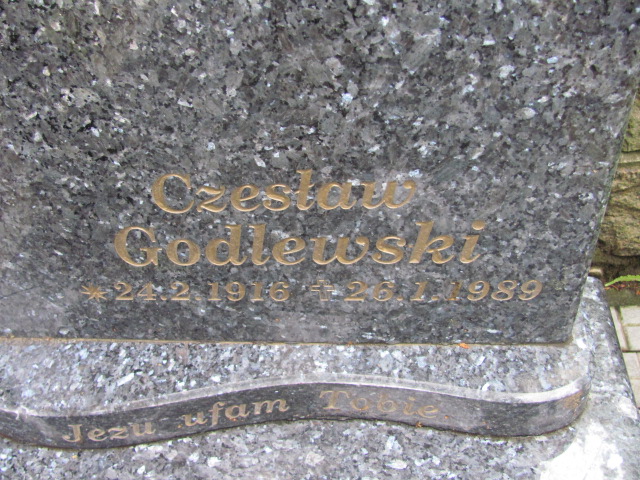 Czesław
Godlewski
* 24.2.1916 ✝ 26.1.1989
Jezu ufam Tobie.